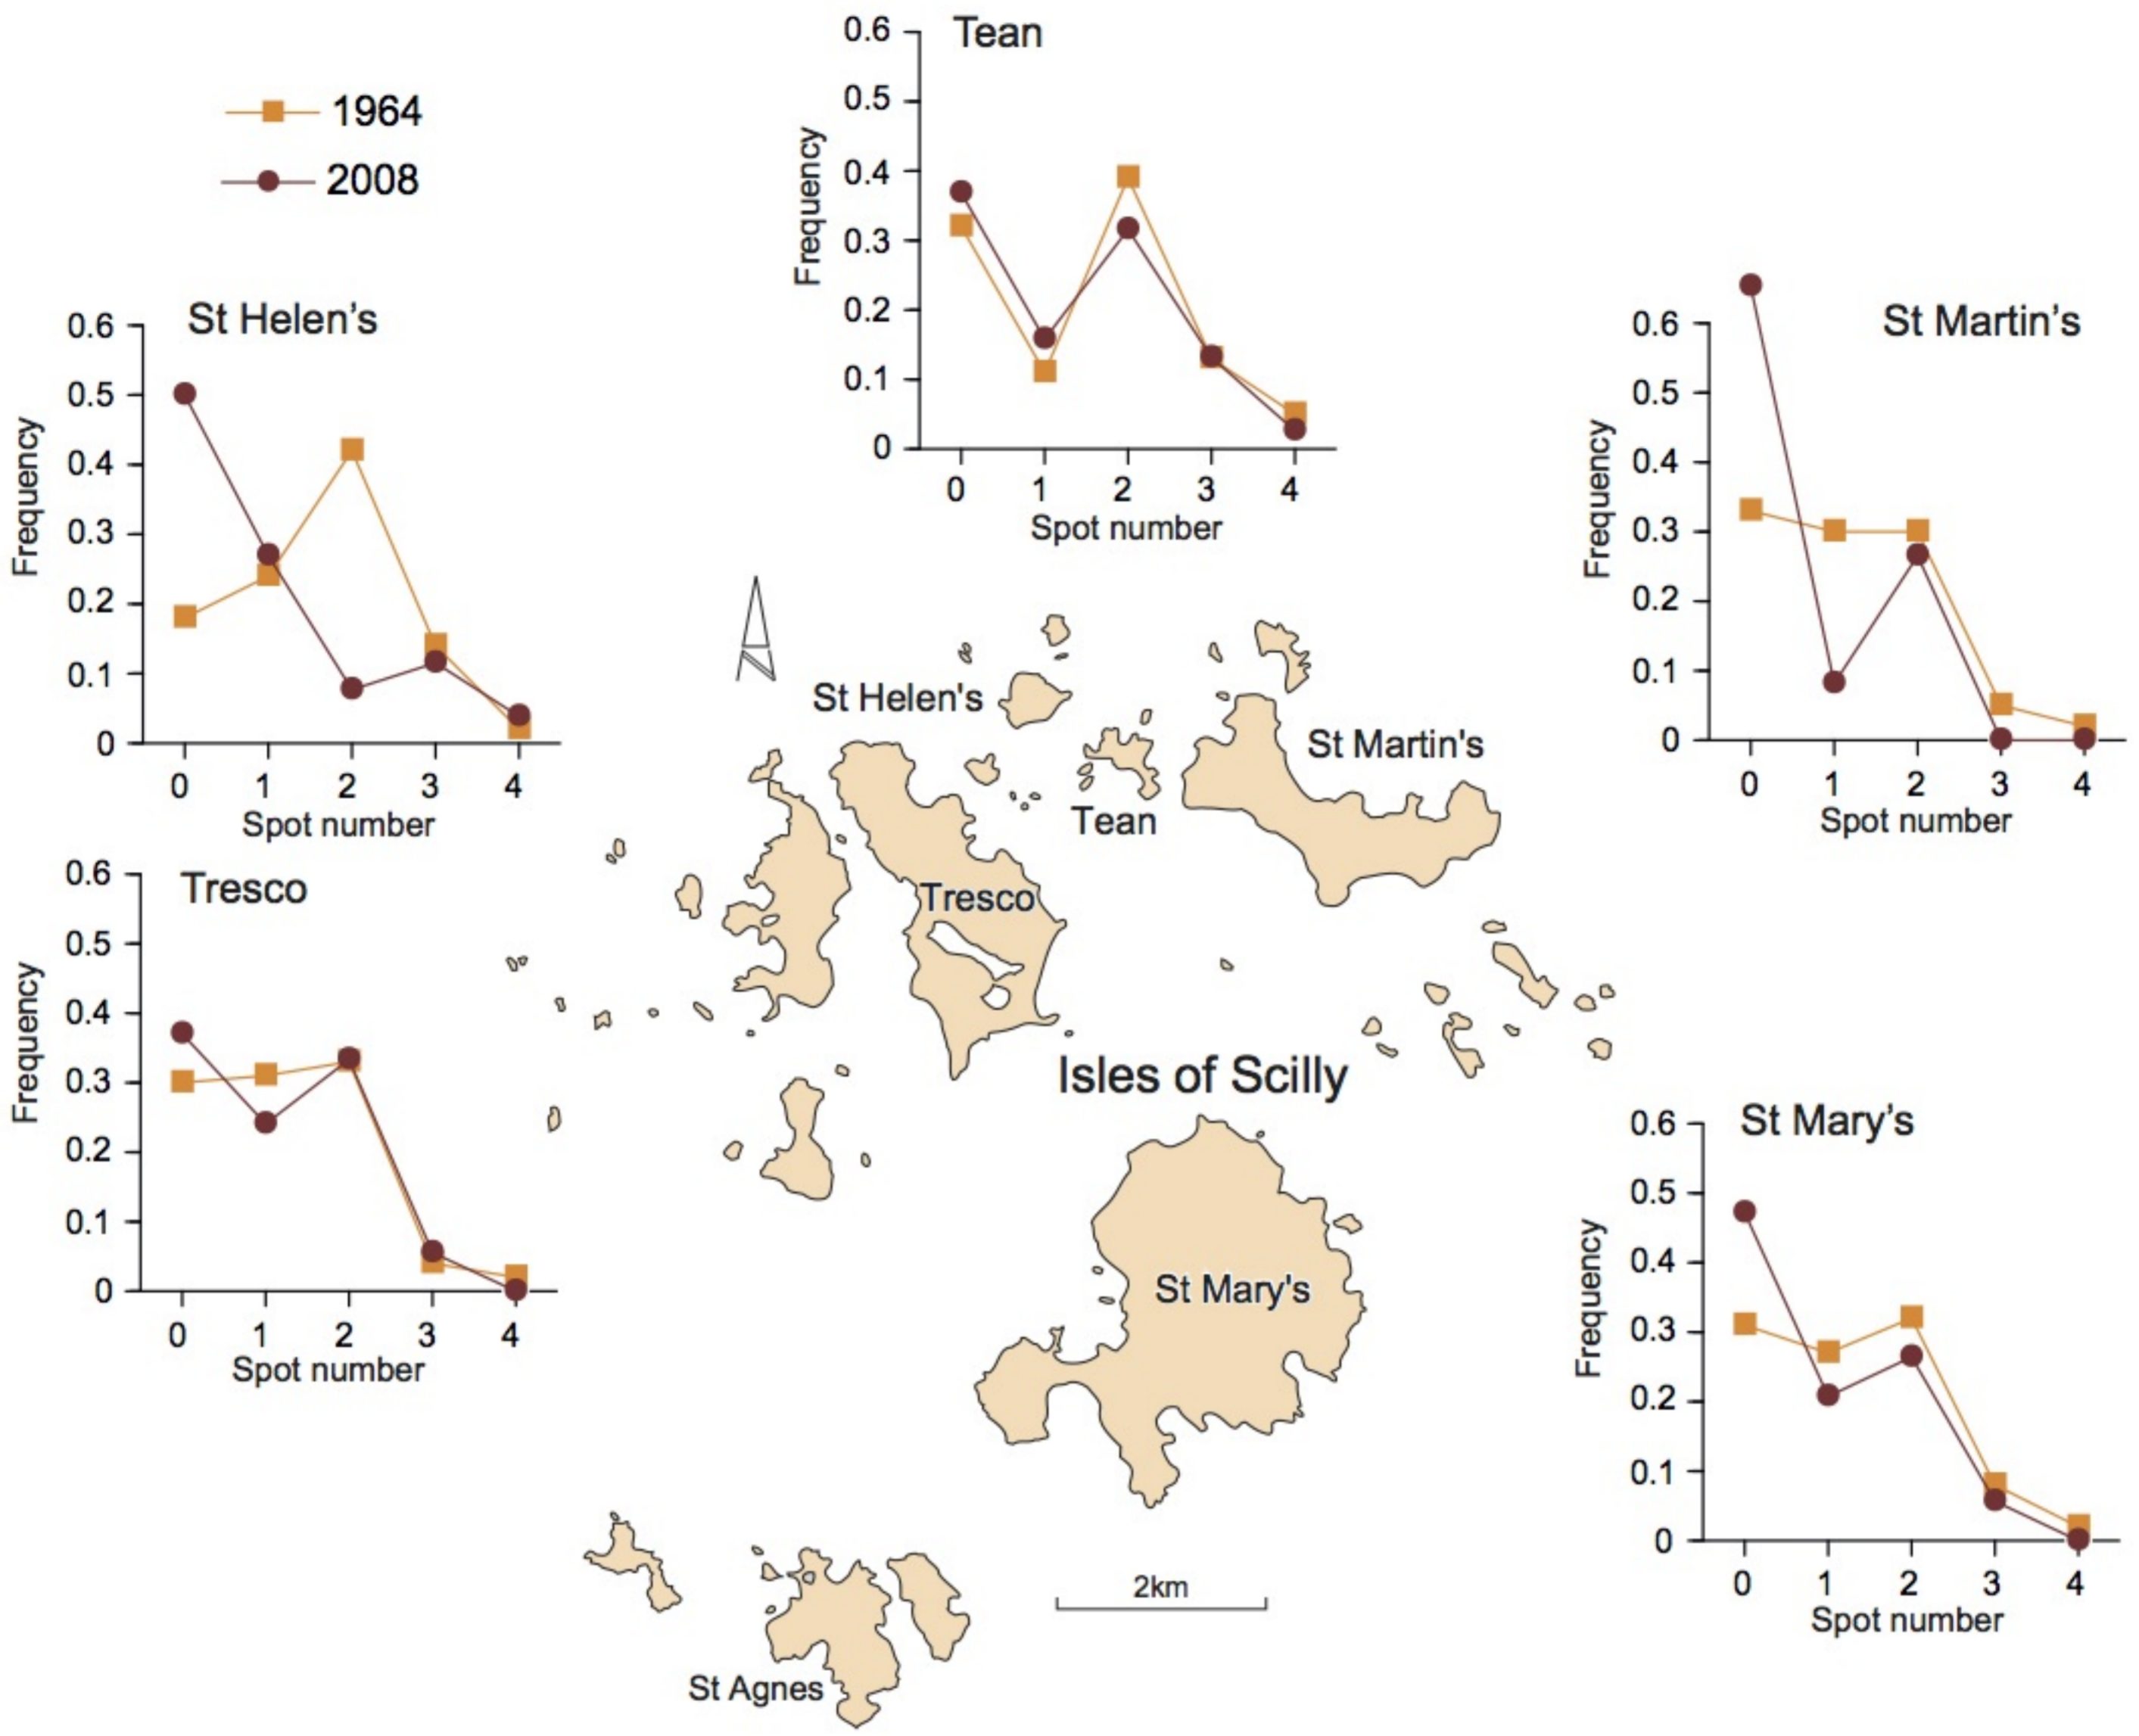 1964
2008
Tean
0.6
0.5
0.4
0.3
0.2
0.1
0
Frequency
0 1 2 3 4
Spot number
St Helen’s
0.6
0.5
0.4
0.3
0.2
0.1
0
Frequency
0 1 2 3 4
Spot number
St Martin’s
0.6
0.5
0.4
0.3
0.2
0.1
0
Frequency
0 1 2 3 4
Spot number
Tresco
0.6
0.5
0.4
0.3
0.2
0.1
0
Frequency
0 1 2 3 4
Spot number
N
St Helen's
St Martin's
Tean
Tresco
Isles of Scilly
St Mary's
2km
St Agnes
St Mary’s
0.6
0.5
0.4
0.3
0.2
0.1
0
Frequency
0 1 2 3 4
Spot number